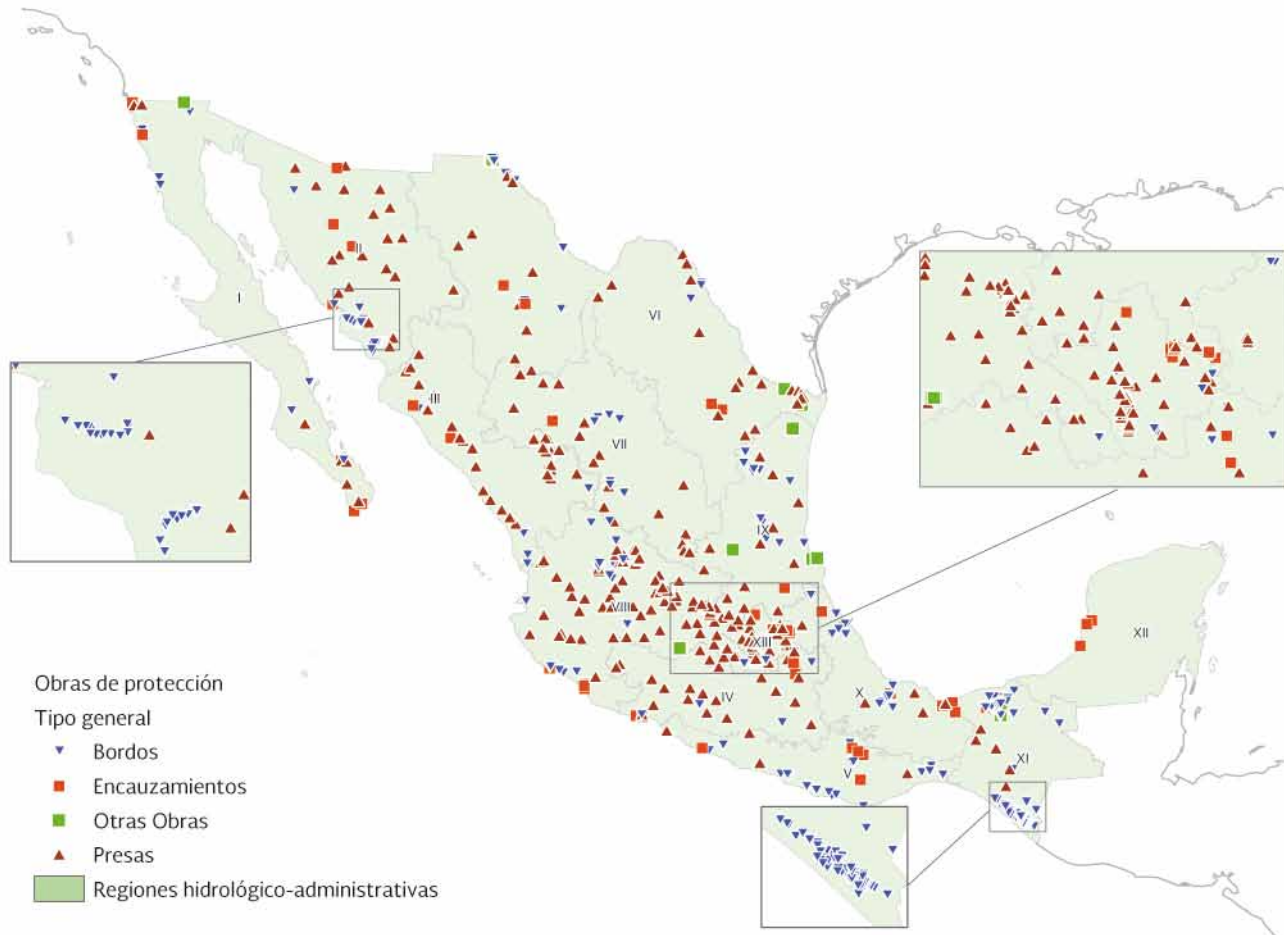 I
II
III
VI
VII
IX
VIII
XIII
IV
X
V
XI
XII
Obras de protección
Tipo general
Bordos
Encauzamientos
Otras Obras
Presas
Regiones hidrológico-administrativas